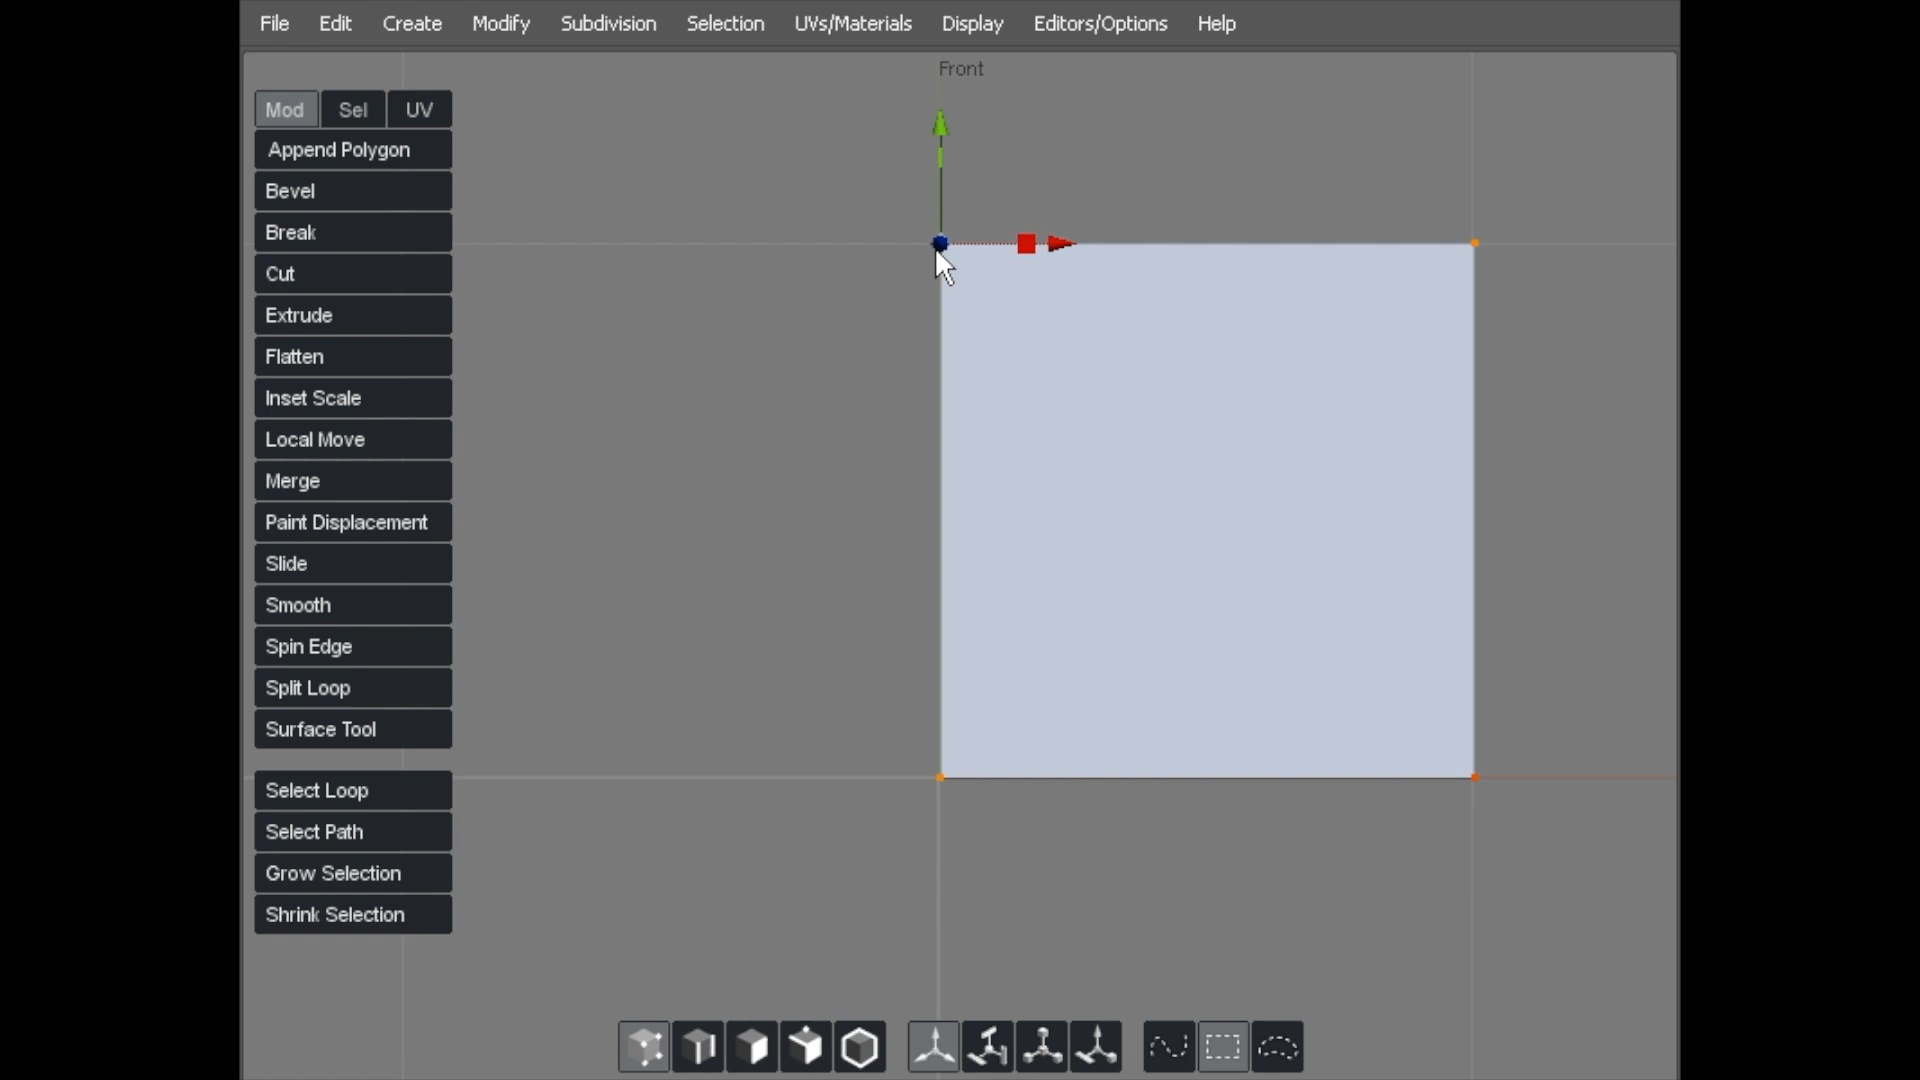 File Edit Create Modify Subdivision Selection UVs/Materials Display Editors/Options Help
Front
Mod Sel UV
Append Polygon
Bevel
Break
Cut
Extrude
Flatten
Inset Scale
Local Move
Merge
Paint Displacement
Slide
Smooth
Spin Edge
Split Loop
Surface Tool
Select Loop
Select Path
Grow Selection
Shrink Selection